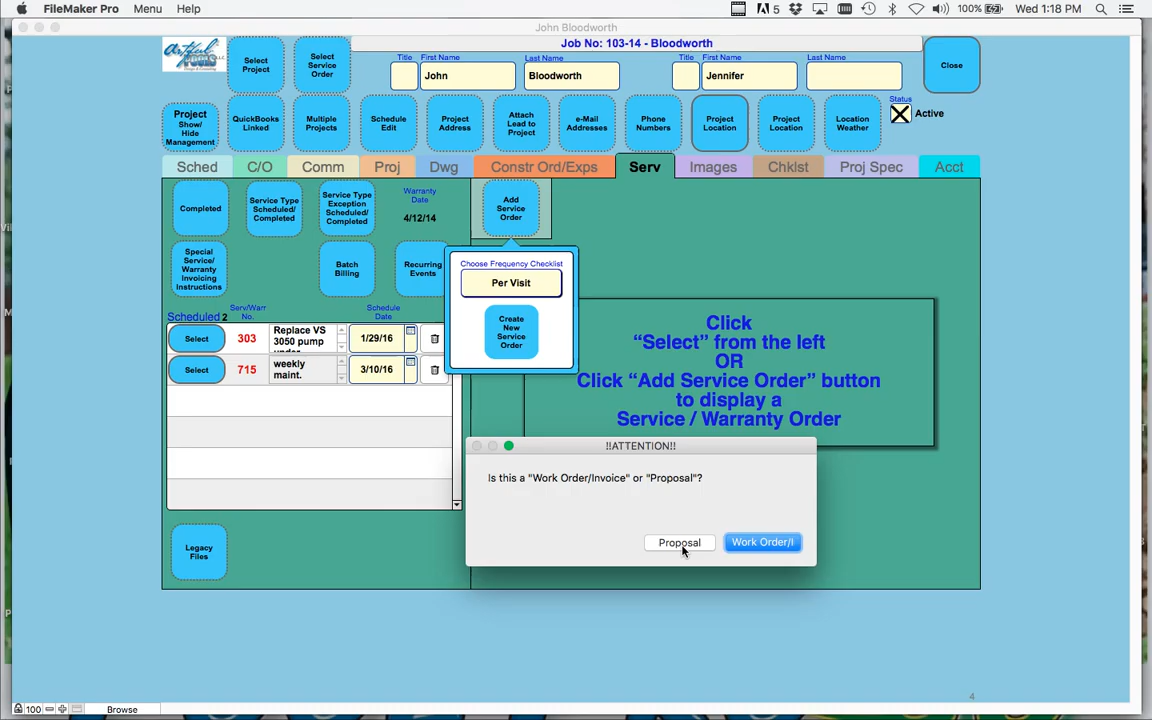 FileMaker Pro Menu Help
5
100% Wed 1:18 PM
John Bloodworth
Job No: 103-14 - Bloodworth
Artful
POOLS
Select
Project
Select
Service
Order
Title First Name Last Name
John Bloodworth
Title First Name Last Name
Jennifer
Close
Project
Show/
Hide
Management
QuickBooks
Linked
Multiple
Projects
Schedule
Edit
Project
Address
Attach
Lead to
Project
e-Mail
Addresses
Phone
Numbers
Project
Location
Project
Location
Location
Weather
Status
Active
Sched C/O Comm Proj Dwg Constr Ord/Exps Serv Images Chklst Proj Spec Acct
Completed
Service Type
Scheduled/
Completed
Service Type
Exception
Scheduled/
Completed
Warranty
Date
4/12/14
Add
Service
Order
Special
Service/
Warranty
Invoicing
Instructions
Batch
Billing
Recurring
Events
Choose Frequency Checklist
Per Visit
Create
New
Service
Order
Scheduled 2
Serv/Warr
No.
Schedule
Date
Select 303 Replace VS
3050 pump
1/29/16
Select 715 weekly
maint.
3/10/16
Click
“Select” from the left
OR
Click “Add Service Order” button
to display a
Service / Warranty Order
!!ATTENTION!!
Is this a "Work Order/Invoice" or "Proposal"?
Proposal Work Order/I
Legacy
Files
4
100 Browse